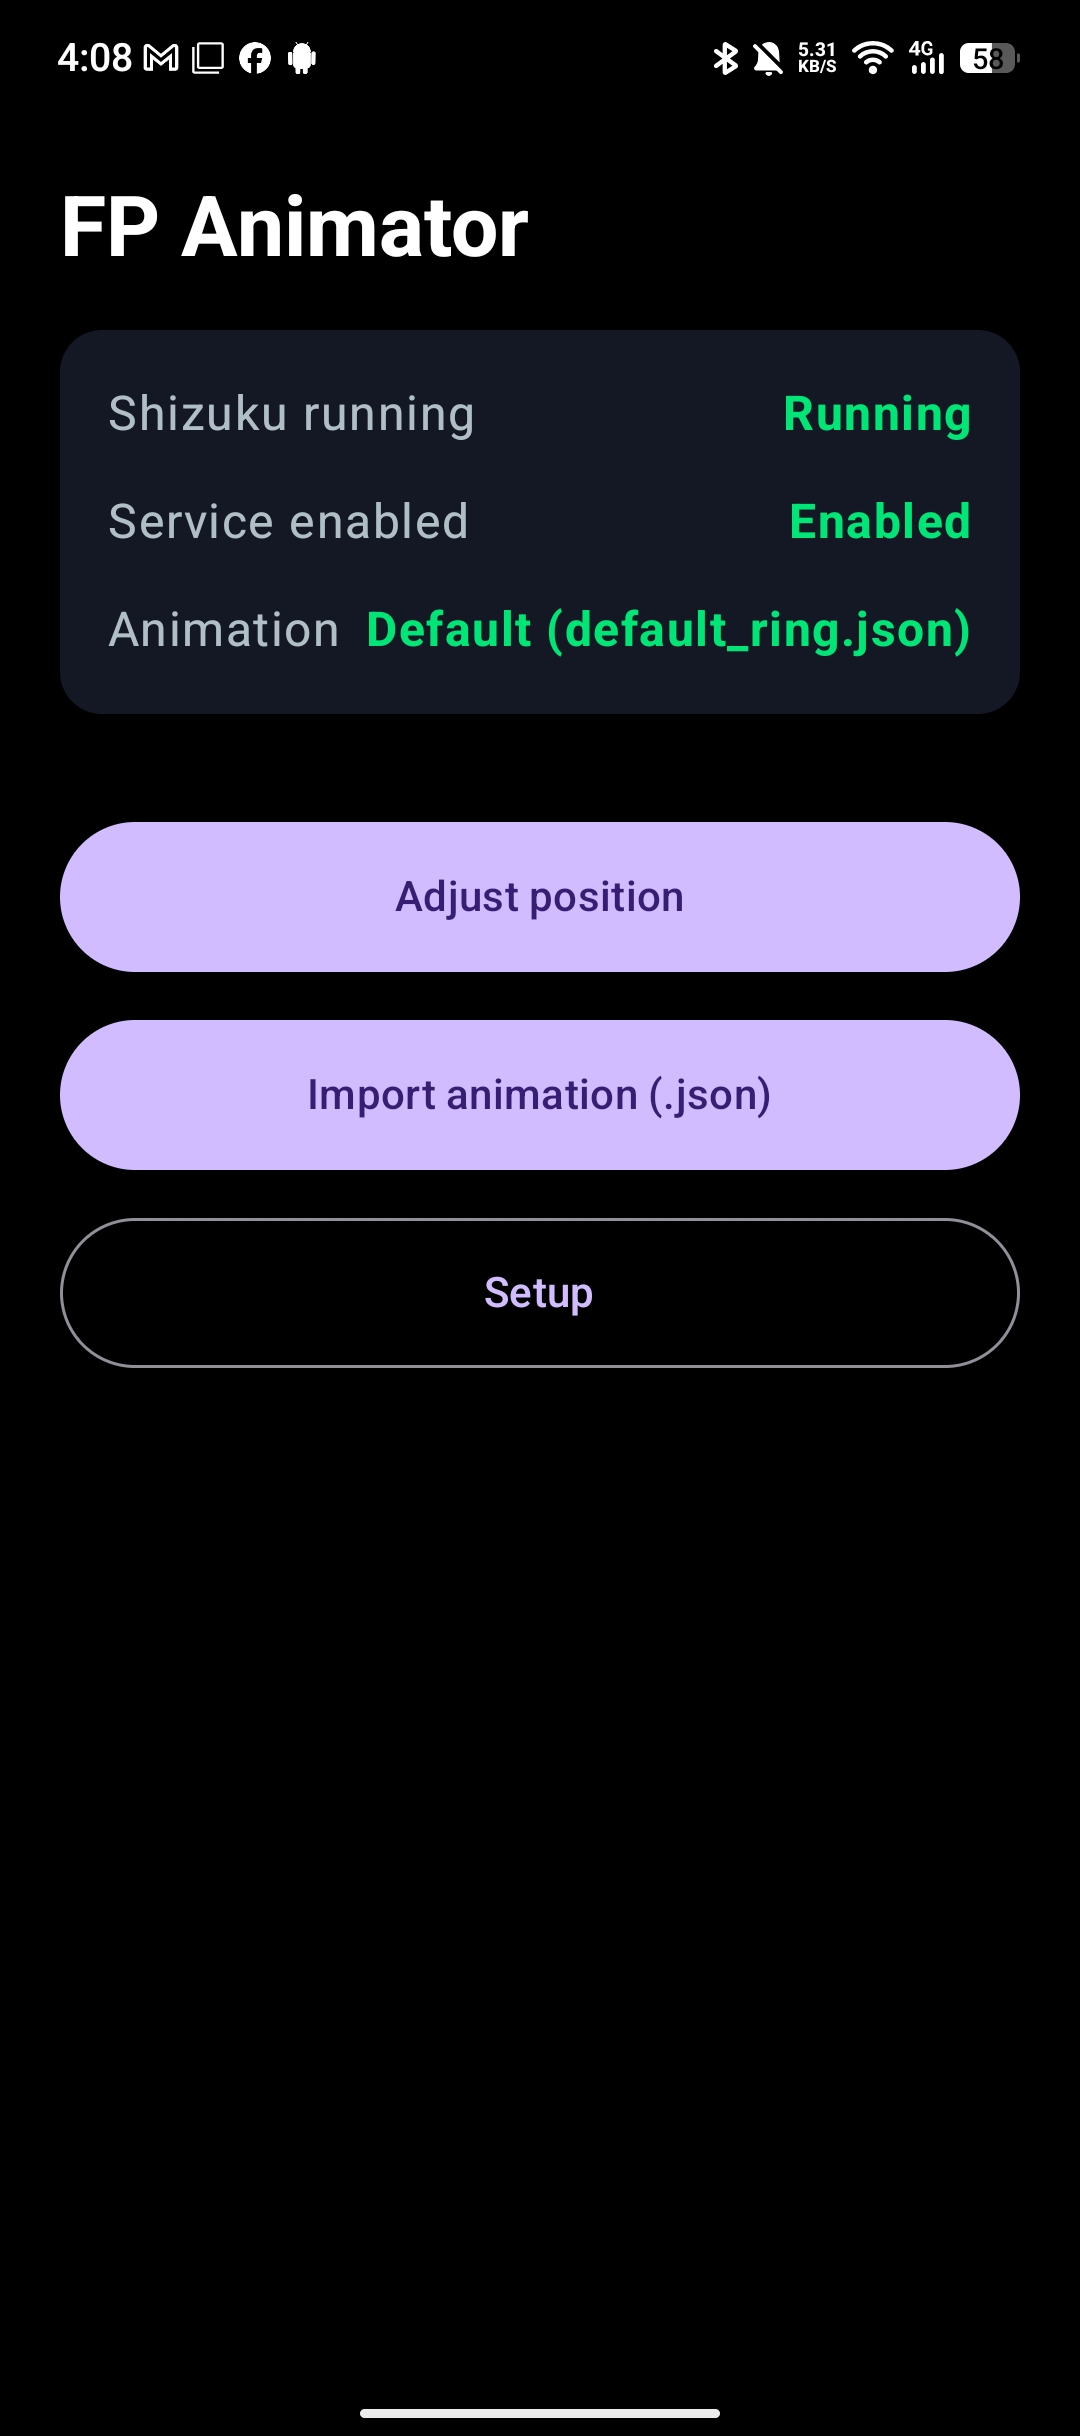 4:08 5.31 KB/S 4G 58
FP Animator
Shizuku running Running
Service enabled Enabled
Animation Default (default_ring.json)
Adjust position
Import animation (.json)
Setup